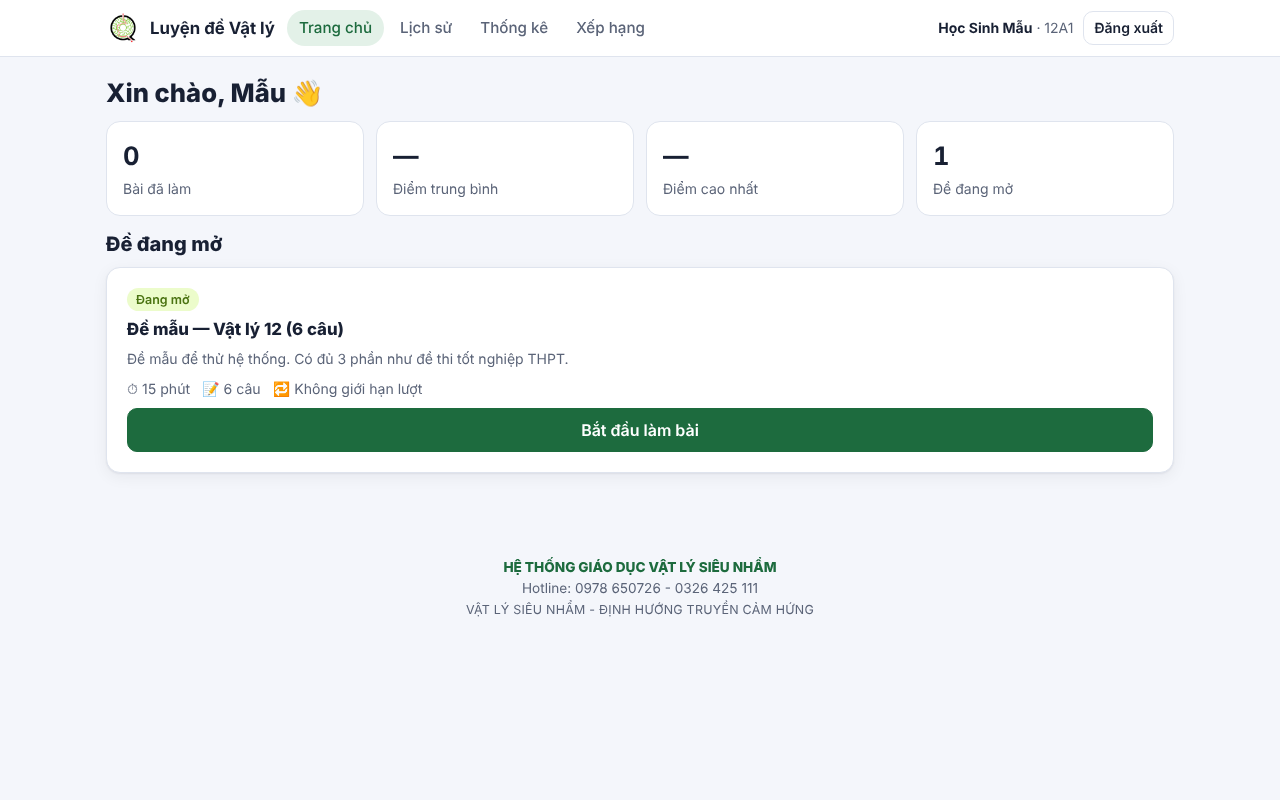 Luyện đề Vật lý
Trang chủ
Lịch sử
Thống kê
Xếp hạng
Học Sinh Mẫu · 12A1
Đăng xuất
Xin chào, Mẫu 👋
0
Bài đã làm
—
Điểm trung bình
—
Điểm cao nhất
1
Đề đang mở
Đề đang mở
Đang mở
Đề mẫu — Vật lý 12 (6 câu)
Đề mẫu để thử hệ thống. Có đủ 3 phần như đề thi tốt nghiệp THPT.
⏱ 15 phút 📝 6 câu 🔁 Không giới hạn lượt
Bắt đầu làm bài
HỆ THỐNG GIÁO DỤC VẬT LÝ SIÊU NHẨM
Hotline: 0978 650726 - 0326 425 111
VẬT LÝ SIÊU NHẨM - ĐỊNH HƯỚNG TRUYỀN CẢM HỨNG